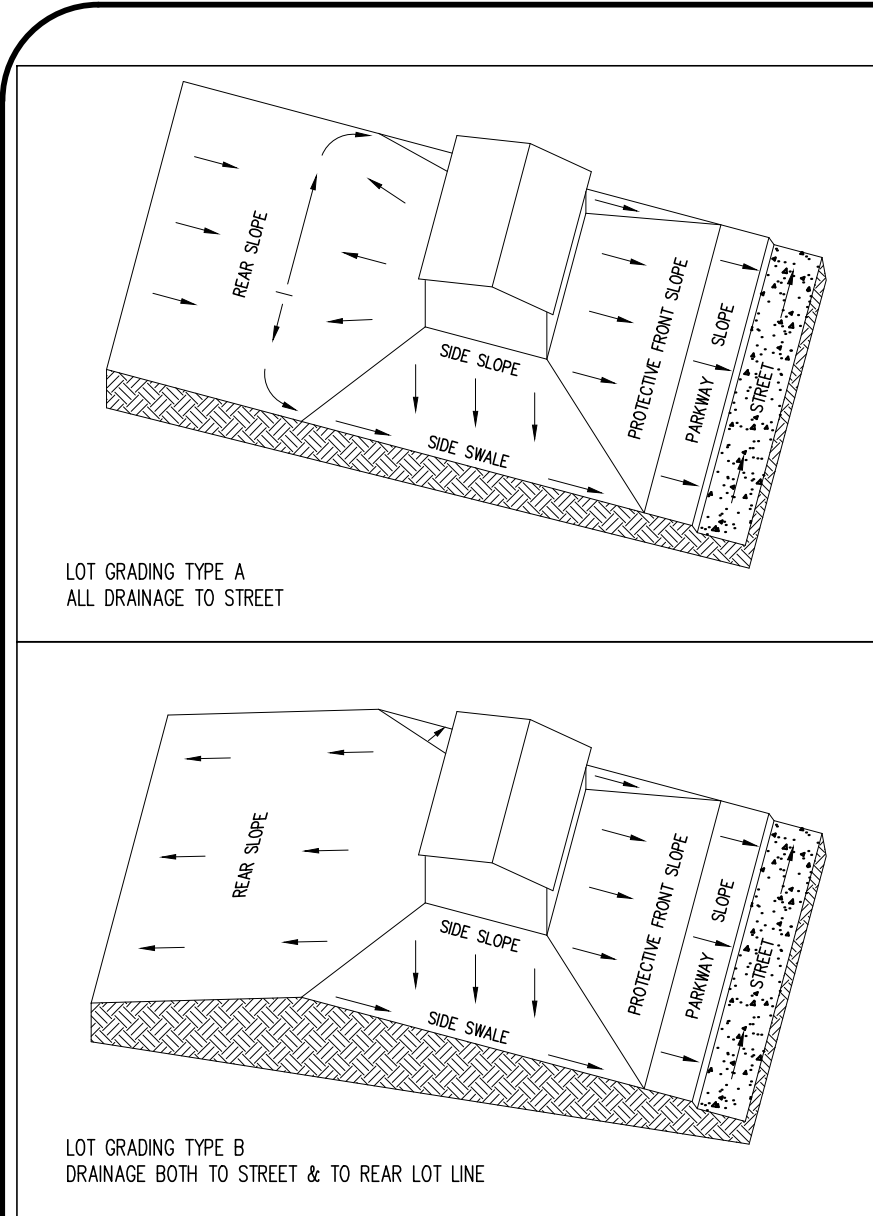 REAR SLOPE
SIDE SLOPE
SIDE SWALE
PROTECTIVE FRONT SLOPE
PARKWAY SLOPE
STREET
LOT GRADING TYPE A
ALL DRAINAGE TO STREET
REAR SLOPE
SIDE SLOPE
SIDE SWALE
PROTECTIVE FRONT SLOPE
PARKWAY SLOPE
STREET
LOT GRADING TYPE B
DRAINAGE BOTH TO STREET & TO REAR LOT LINE